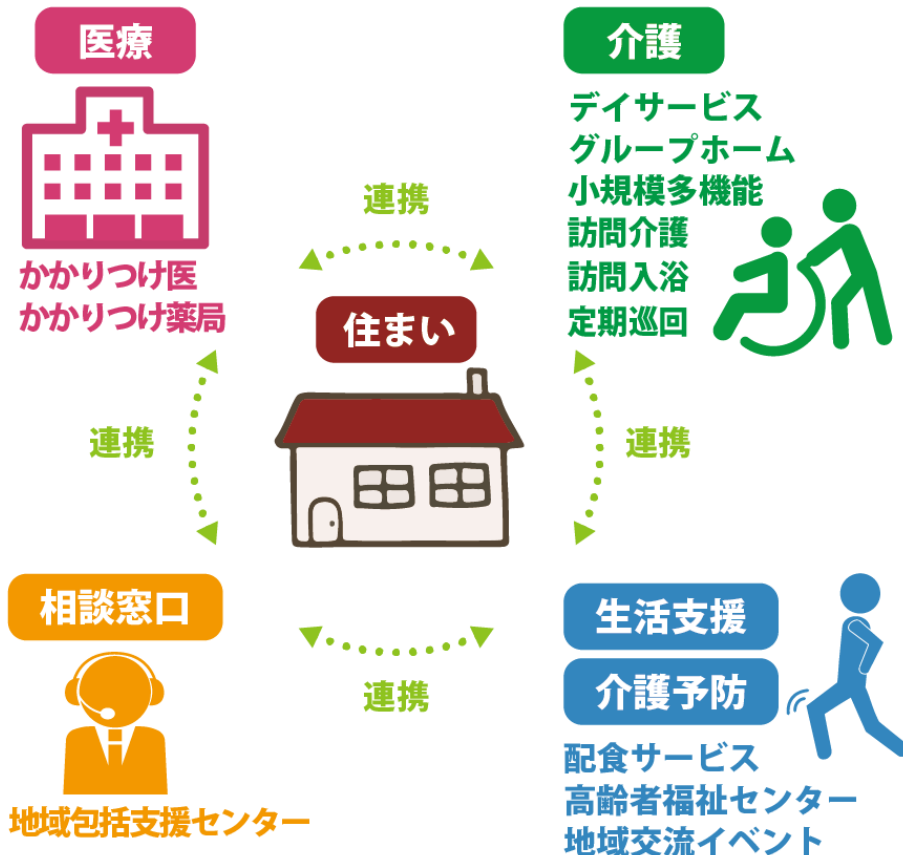 医療
かかりつけ医
かかりつけ薬局
介護
デイサービス
グループホーム
小規模多機能
訪問介護
訪問入浴
定期巡回
連携
住まい
連携
連携
相談窓口
地域包括支援センター
連携
生活支援
介護予防
配食サービス
高齢者福祉センター
地域交流イベント